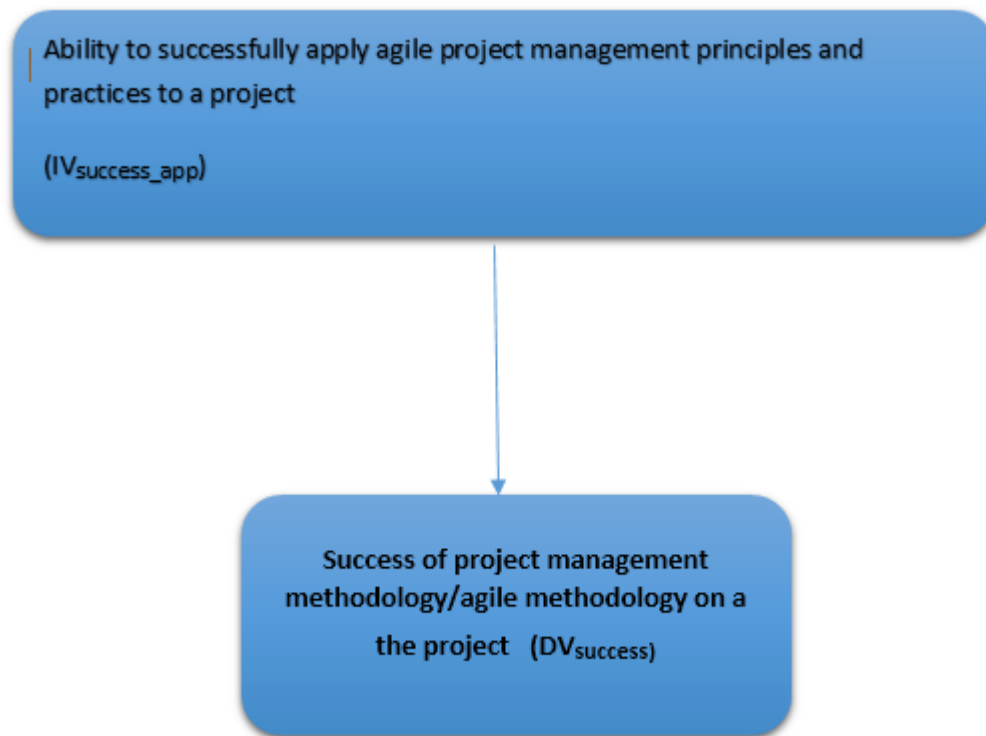 Ability to successfully apply agile project management principles and
practices to a project
(IVsuccess_app)
Success of project management
methodology/agile methodology on a
the project (DVsuccess)